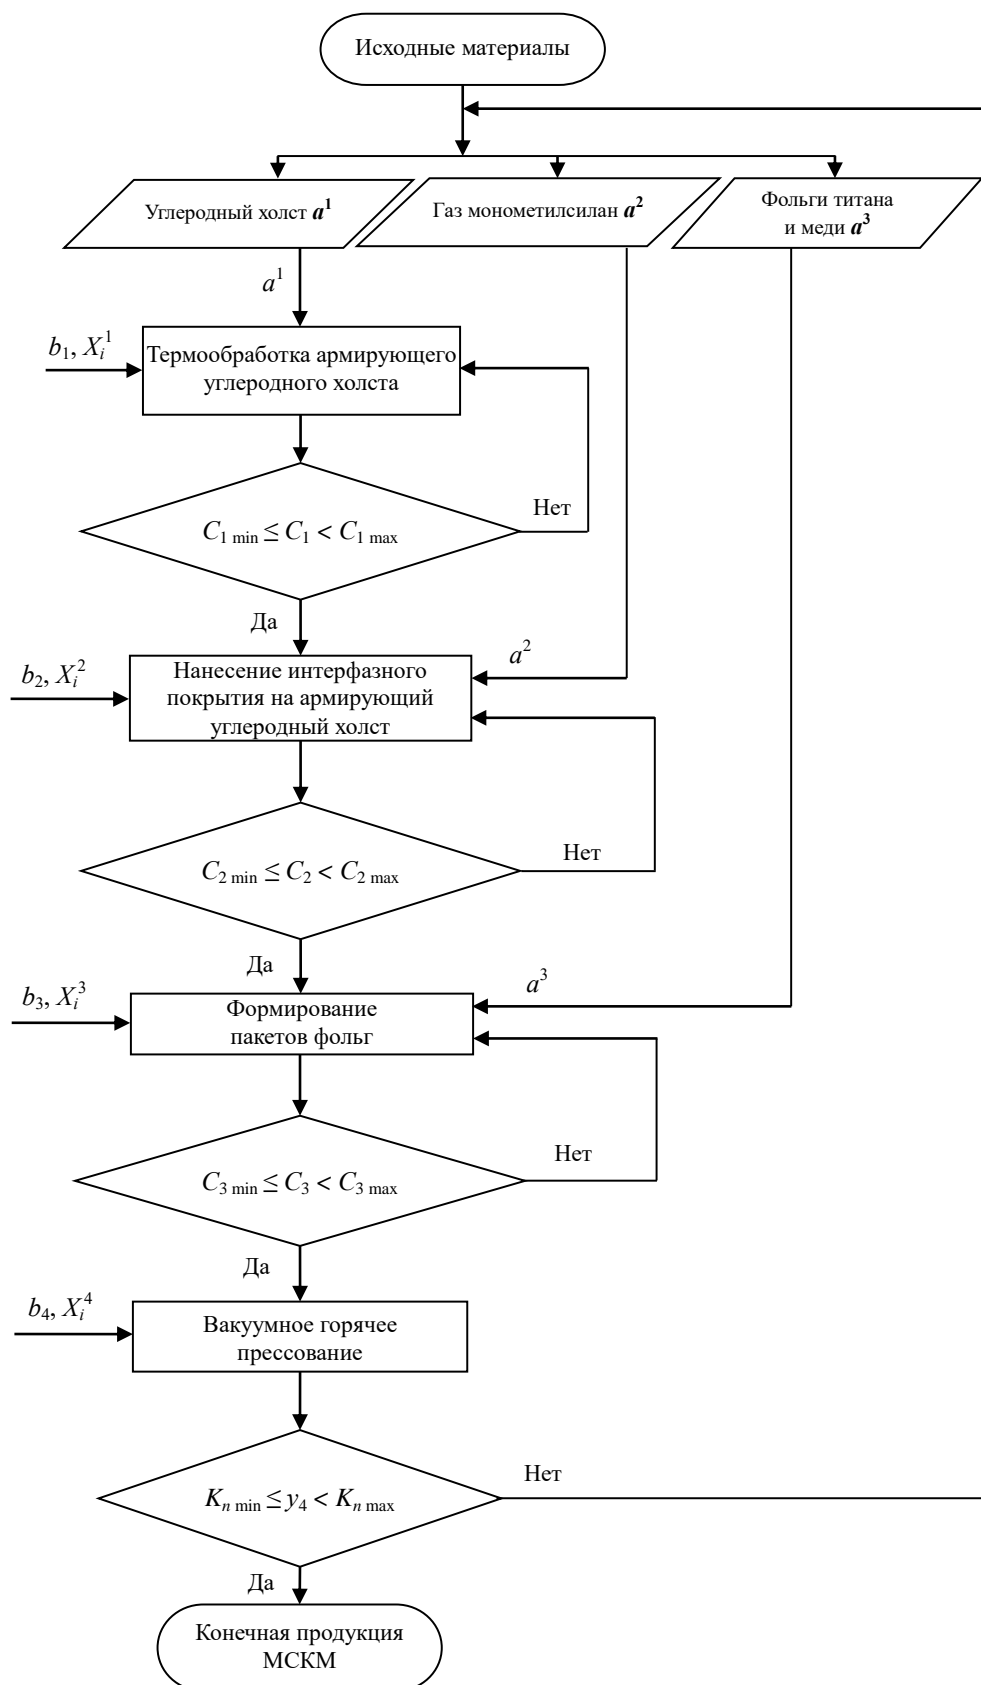 Исходные материалы
Углеродный холст a¹
Газ монометилсилан a²
Фольги титана
и меди a³
a¹
b₁, Xᵢ¹
Термообработка армирующего
углеродного холста
Нет
C₁ min ≤ C₁ < C₁ max
Да
a²
b₂, Xᵢ²
Нанесение интерфазного
покрытия на армирующий
углеродный холст
Нет
C₂ min ≤ C₂ < C₂ max
Да
a³
b₃, Xᵢ³
Формирование
пакетов фольг
Нет
C₃ min ≤ C₃ < C₃ max
Да
b₄, Xᵢ⁴
Вакуумное горячее
прессование
Нет
Kₙ min ≤ y₄ < Kₙ max
Да
Конечная продукция
МСКМ